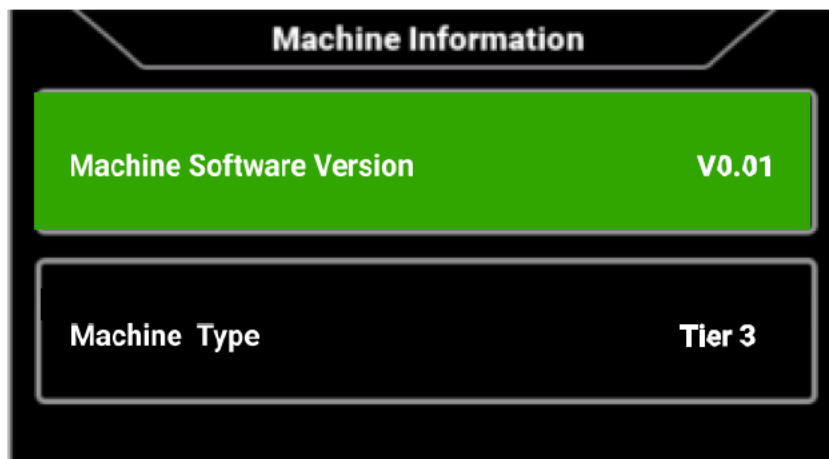 Machine Information
Machine Software Version V0.01
Machine Type Tier 3